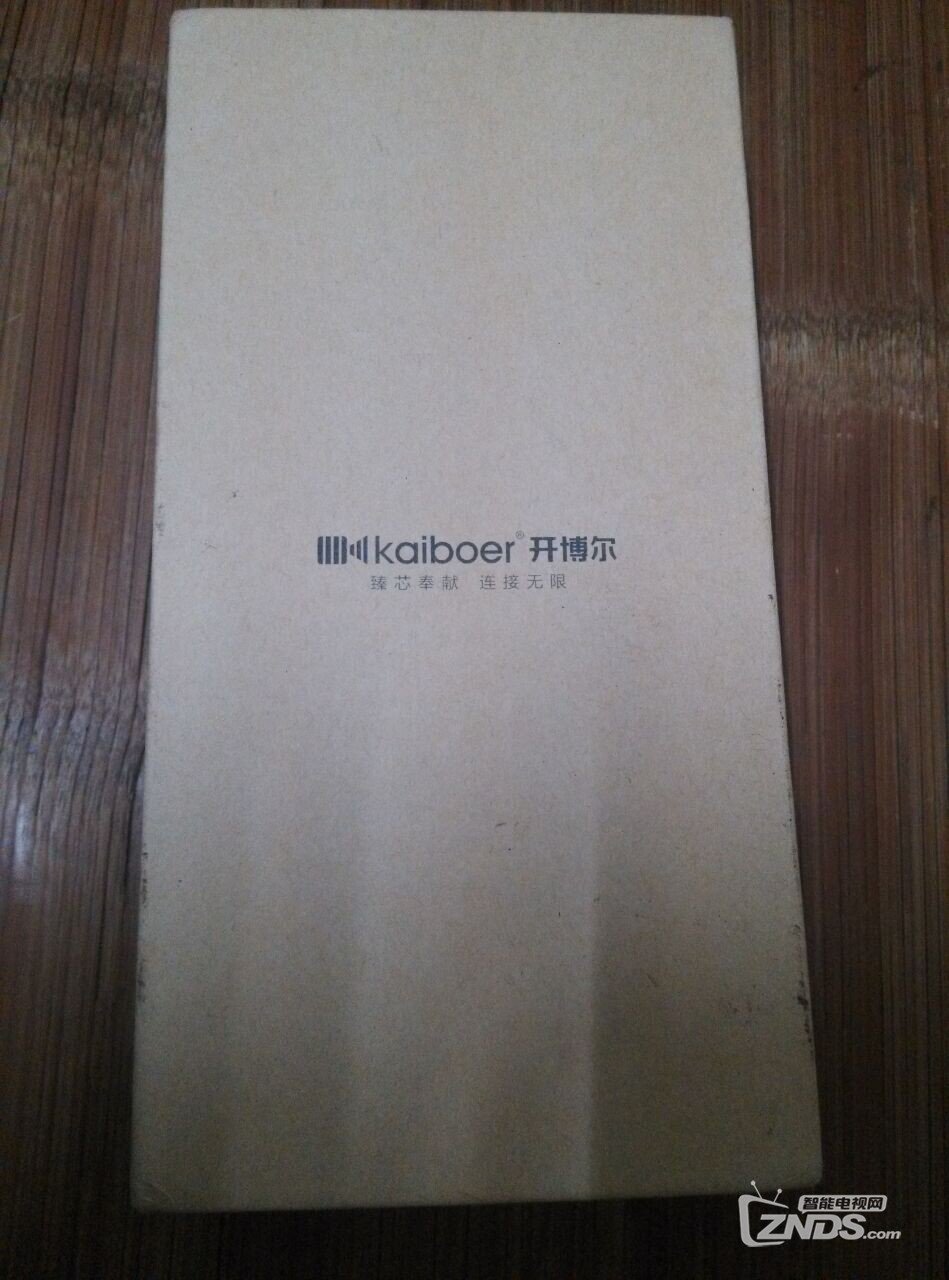 kaiboer® 开博尔
臻芯奉献 连接无限
智能电视网
ZNDS.com